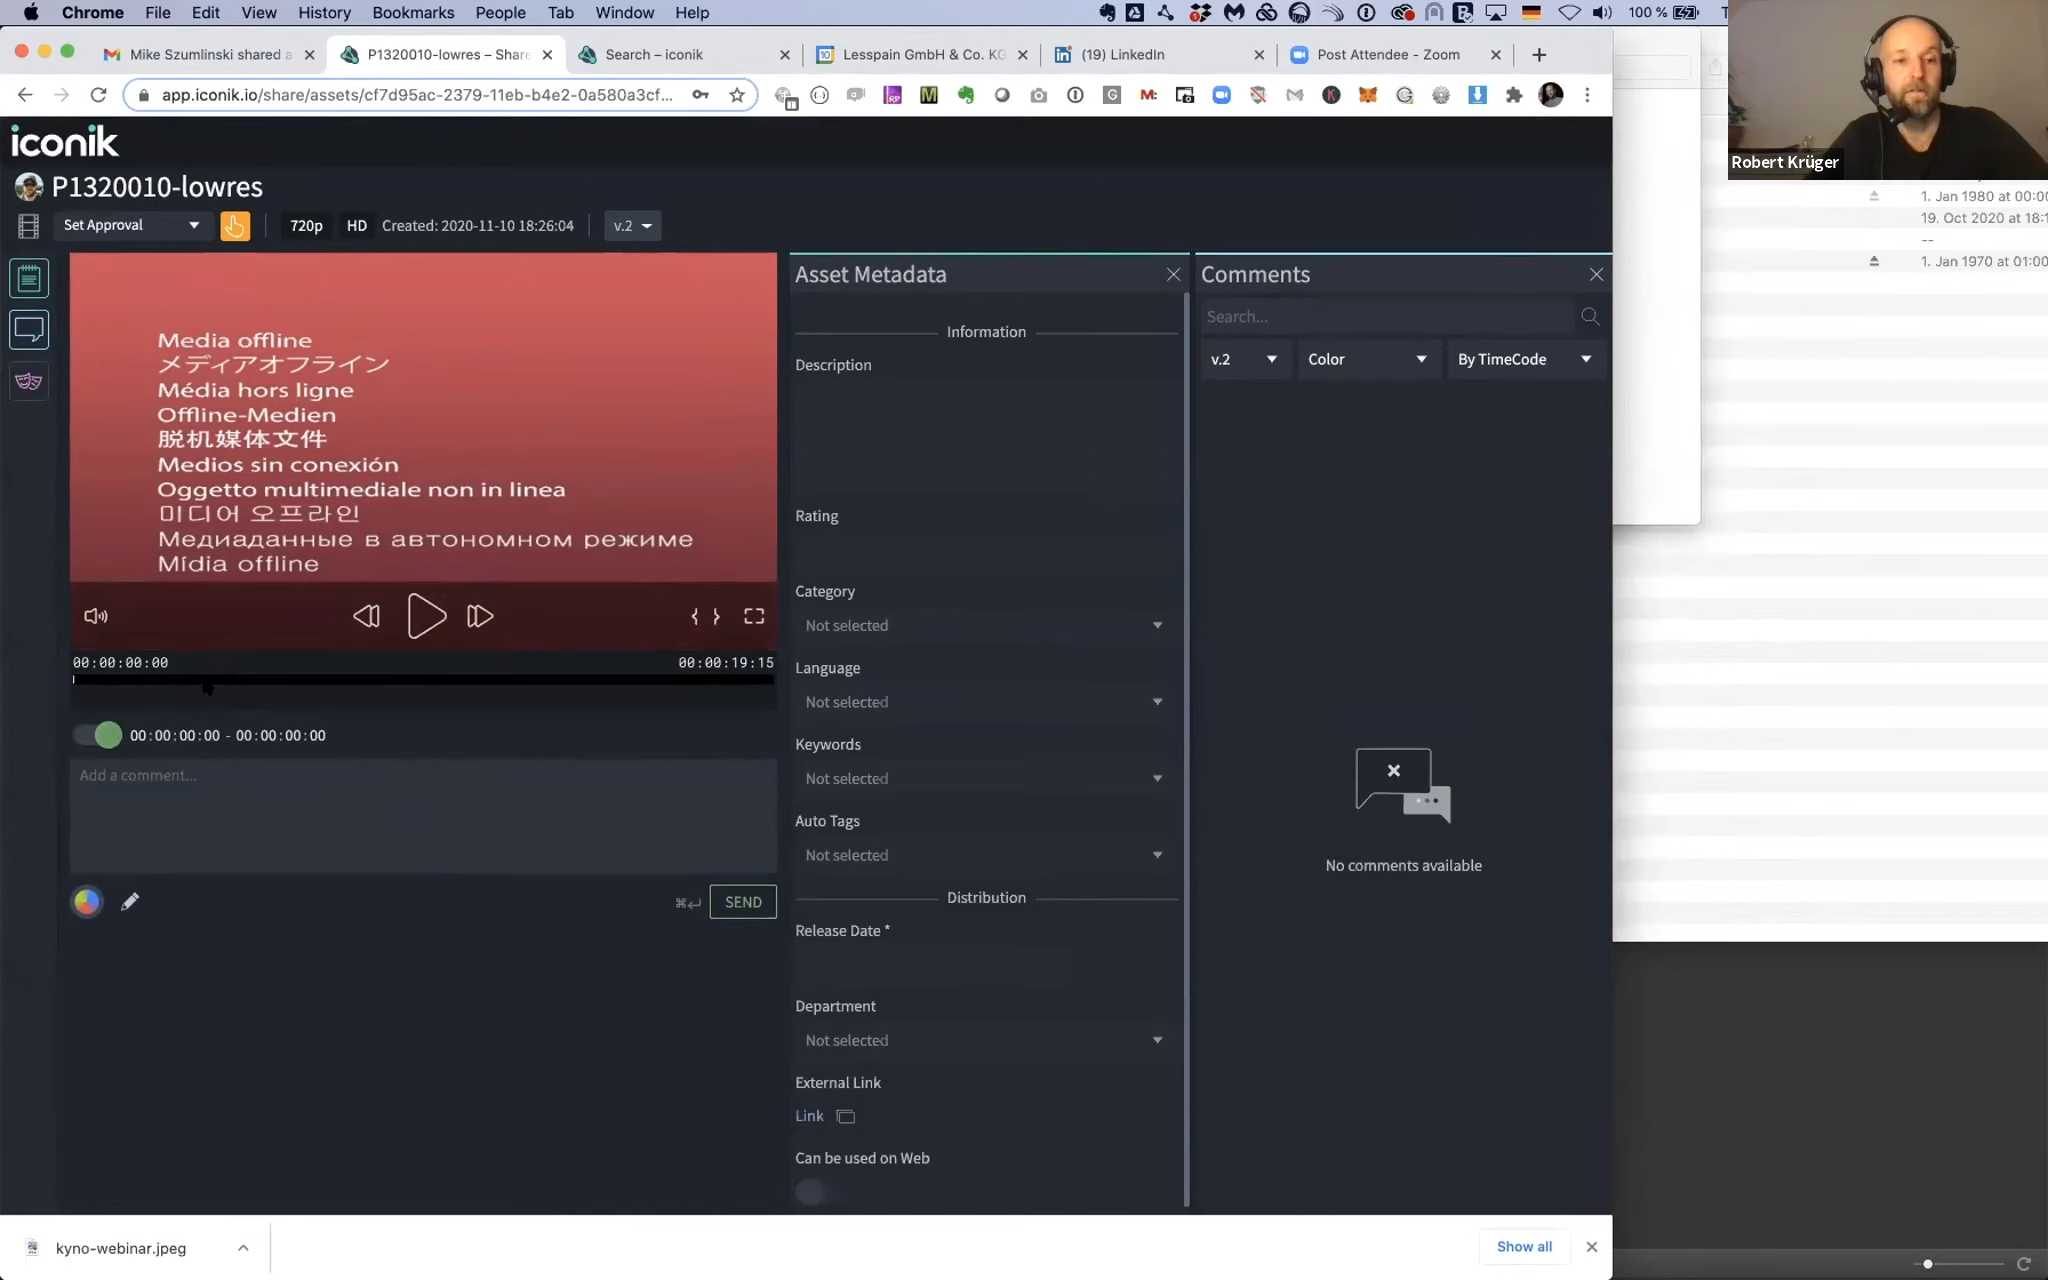 Chrome File Edit View History Bookmarks People Tab Window Help
100 %
Mike Szumlinski shared a
P1320010-lowres – Share
Search – iconik
Lesspain GmbH & Co. KG
(19) LinkedIn
Post Attendee - Zoom
app.iconik.io/share/assets/cf7d95ac-2379-11eb-b4e2-0a580a3cf...
Robert Krüger
iconik
P1320010-lowres
Set Approval
720p HD Created: 2020-11-10 18:26:04 v.2
1. Jan 1980 at 00:00
19. Oct 2020 at 18:1
--
1. Jan 1970 at 01:00
Media offline
メディアオフライン
Média hors ligne
Offline-Medien
脱机媒体文件
Medios sin conexión
Oggetto multimediale non in linea
미디어 오프라인
Медиаданные в автономном режиме
Mídia offline
00:00:00:00 00:00:19:15
00:00:00:00 - 00:00:00:00
Add a comment...
SEND
Asset Metadata
Information
Description
Rating
Category
Not selected
Language
Not selected
Keywords
Not selected
Auto Tags
Not selected
Distribution
Release Date *
Department
Not selected
External Link
Link
Can be used on Web
Comments
Search...
v.2 Color By TimeCode
No comments available
kyno-webinar.jpeg
Show all